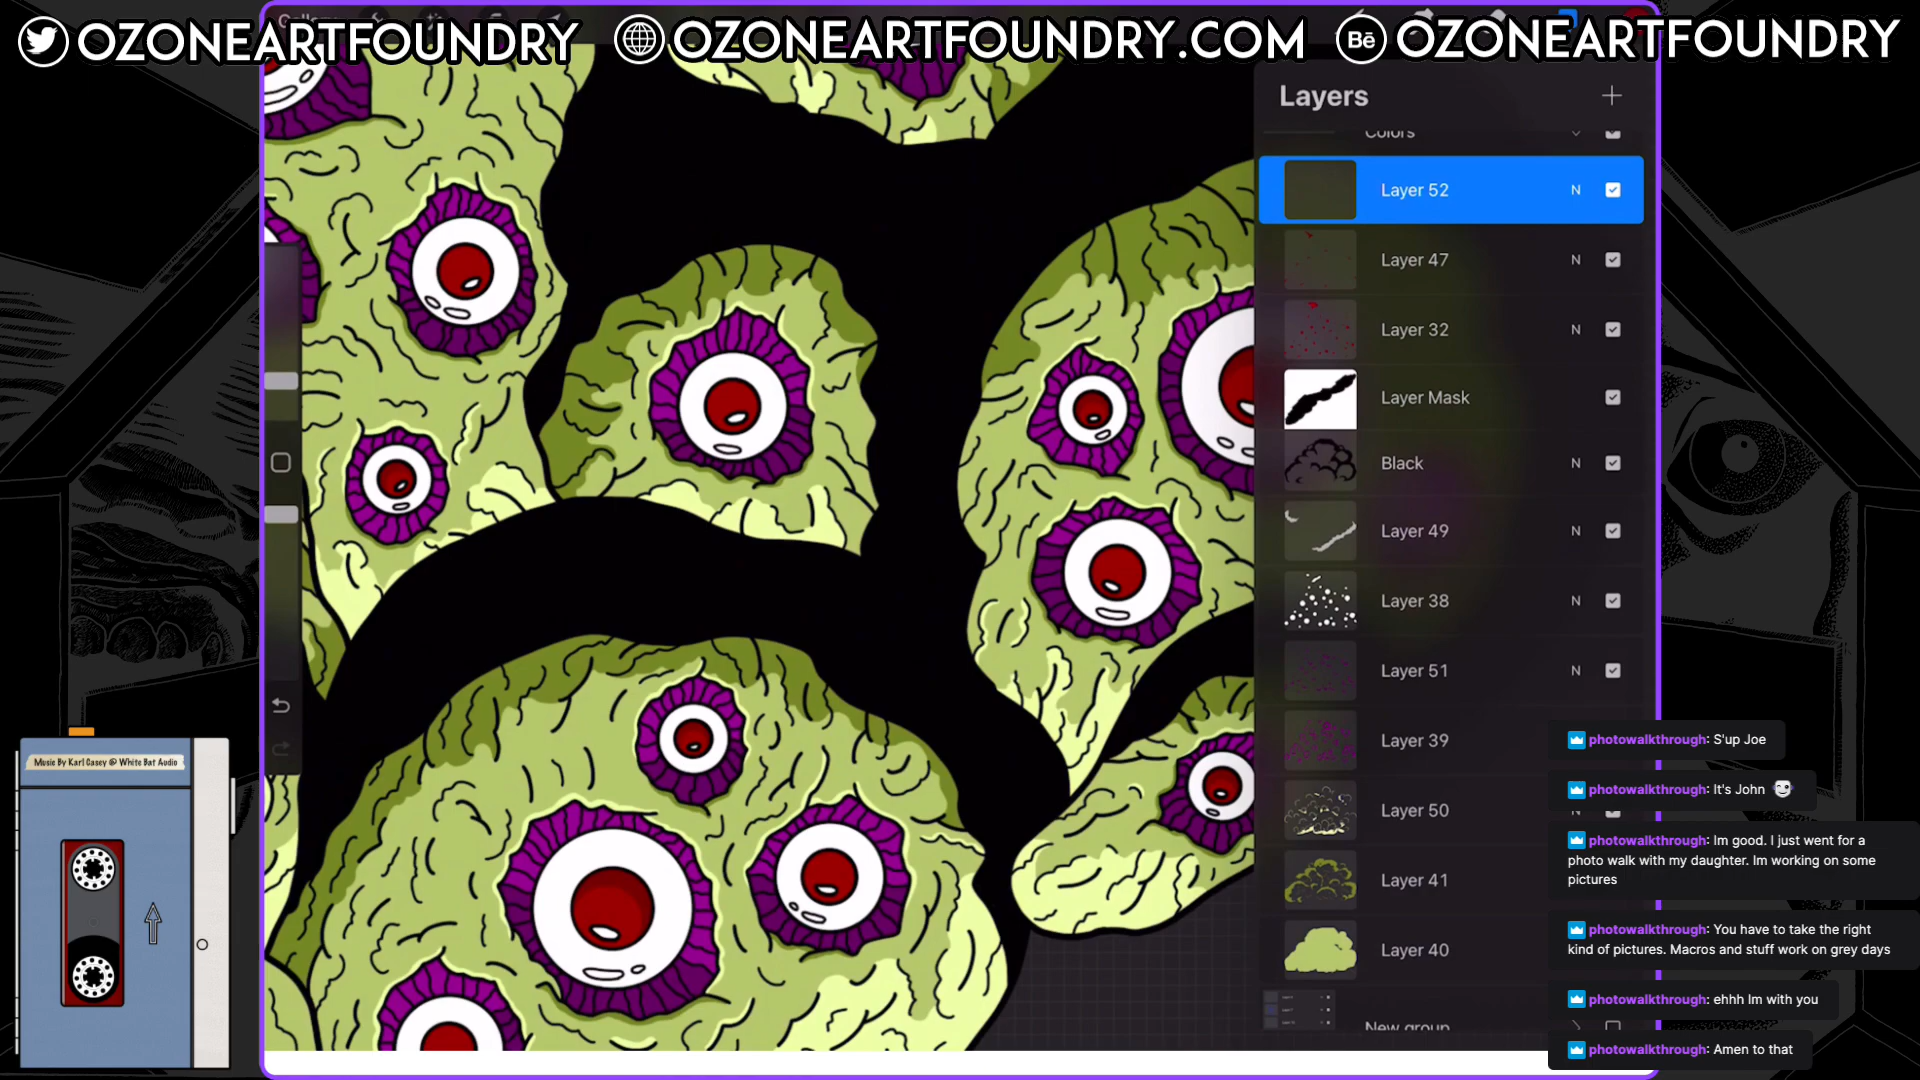 OZONEARTFOUNDRY
OZONEARTFOUNDRY.COM
Bē OZONEARTFOUNDRY
Gallery
Layers
Colors
Layer 52 N
Layer 47 N
Layer 32 N
Layer Mask
Black N
Layer 49 N
Layer 38 N
Layer 51 N
Layer 39
Layer 50 N
Layer 41
Layer 40
New group
Music By Karl Casey @ White Bat Audio
photowalkthrough: S'up Joe
photowalkthrough: It's John
photowalkthrough: Im good. I just went for a
photo walk with my daughter. Im working on some
pictures
photowalkthrough: You have to take the right
kind of pictures. Macros and stuff work on grey days
photowalkthrough: ehhh Im with you
photowalkthrough: Amen to that